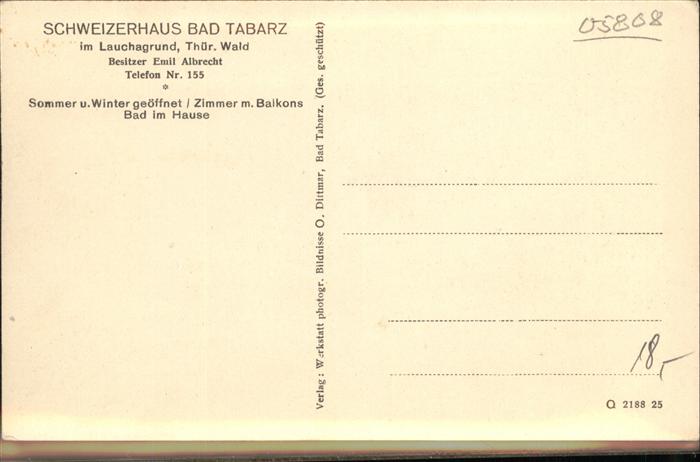 SCHWEIZERHAUS BAD TABARZ
im Lauchagrund, Thür. Wald
Besitzer Emil Albrecht
Telefon Nr. 155
*
Sommer u. Winter geöffnet / Zimmer m. Balkons
Bad im Hause
Verlag: Werkstatt photogr. Bildnisse O. Dittmar, Bad Tabarz. (Ges. geschützt)
05808
18,-
Q 2188 25